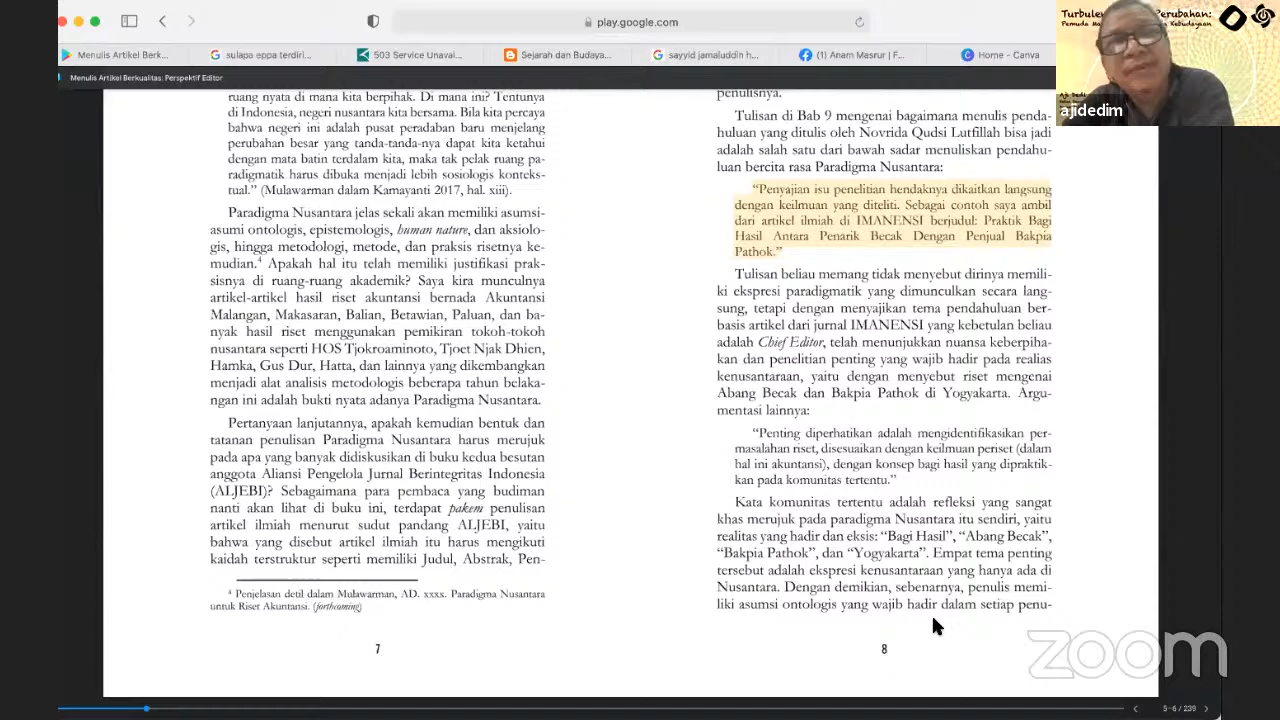 play.google.com
Menulis Artikel Berk...
sulapa eppa terdiri...
503 Service Unavai...
Sejarah dan Budaya...
sayyid jamaluddin h...
(1) Anam Masrur | F...
Home - Canva
Menulis Artikel Berkualitas: Perspektif Editor
ruang nyata di mana kita berpihak. Di mana ini? Tentunya
di Indonesia, negeri nusantara kita bersama. Bila kita percaya
bahwa negeri ini adalah pusat peradaban baru menjelang
perubahan besar yang tanda-tanda-nya dapat kita ketahui
dengan mata batin terdalam kita, maka tak pelak ruang pa-
radigmatik harus dibuka menjadi lebih sosiologis konteks-
tual.” (Mulawarman dalam Kamayanti 2017, hal. xiii).
Paradigma Nusantara jelas sekali akan memiliki asumsi-
asumi ontologis, epistemologis, human nature, dan aksiolo-
gis, hingga metodologi, metode, dan praksis risetnya ke-
mudian.4 Apakah hal itu telah memiliki justifikasi prak-
sisnya di ruang-ruang akademik? Saya kira munculnya
artikel-artikel hasil riset akuntansi bernada Akuntansi
Malangan, Makasaran, Balian, Betawian, Paluan, dan ba-
nyak hasil riset menggunakan pemikiran tokoh-tokoh
nusantara seperti HOS Tjokroaminoto, Tjoet Njak Dhien,
Hamka, Gus Dur, Hatta, dan lainnya yang dikembangkan
menjadi alat analisis metodologis beberapa tahun belaka-
ngan ini adalah bukti nyata adanya Paradigma Nusantara.
Pertanyaan lanjutannya, apakah kemudian bentuk dan
tatanan penulisan Paradigma Nusantara harus merujuk
pada apa yang banyak didiskusikan di buku kedua besutan
anggota Aliansi Pengelola Jurnal Berintegritas Indonesia
(ALJEBI)? Sebagaimana para pembaca yang budiman
nanti akan lihat di buku ini, terdapat pakem penulisan
artikel ilmiah menurut sudut pandang ALJEBI, yaitu
bahwa yang disebut artikel ilmiah itu harus mengikuti
kaidah terstruktur seperti memiliki Judul, Abstrak, Pen-
4 Penjelasan detil dalam Mulawarman, AD. xxxx. Paradigma Nusantara
untuk Riset Akuntansi. (forthcoming)
7
penulisnya.
Tulisan di Bab 9 mengenai bagaimana menulis penda-
huluan yang ditulis oleh Novrida Qudsi Lutfillah bisa jadi
adalah salah satu dari bawah sadar menuliskan pendahu-
luan bercita rasa Paradigma Nusantara:
“Penyajian isu penelitian hendaknya dikaitkan langsung
dengan keilmuan yang diteliti. Sebagai contoh saya ambil
dari artikel ilmiah di IMANENSI berjudul: Praktik Bagi
Hasil Antara Penarik Becak Dengan Penjual Bakpia
Pathok.”
Tulisan beliau memang tidak menyebut dirinya memili-
ki ekspresi paradigmatik yang dimunculkan secara lang-
sung, tetapi dengan menyajikan tema pendahuluan ber-
basis artikel dari jurnal IMANENSI yang kebetulan beliau
adalah Chief Editor, telah menunjukkan nuansa keberpiha-
kan dan penelitian penting yang wajib hadir pada realias
kenusantaraan, yaitu dengan menyebut riset mengenai
Abang Becak dan Bakpia Pathok di Yogyakarta. Argu-
mentasi lainnya:
“Penting diperhatikan adalah mengidentifikasikan per-
masalahan riset, disesuaikan dengan keilmuan periset (dalam
hal ini akuntansi), dengan konsep bagi hasil yang dipraktik-
kan pada komunitas tertentu.”
Kata komunitas tertentu adalah refleksi yang sangat
khas merujuk pada paradigma Nusantara itu sendiri, yaitu
realitas yang hadir dan eksis: “Bagi Hasil”, “Abang Becak”,
“Bakpia Pathok”, dan “Yogyakarta”. Empat tema penting
tersebut adalah ekspresi kenusantaraan yang hanya ada di
Nusantara. Dengan demikian, sebenarnya, penulis memi-
liki asumsi ontologis yang wajib hadir dalam setiap penu-
8
5-6 / 239
Turbulen Perubahan:
Pemuda Ma Kebudayaan
ajidedim
zoom